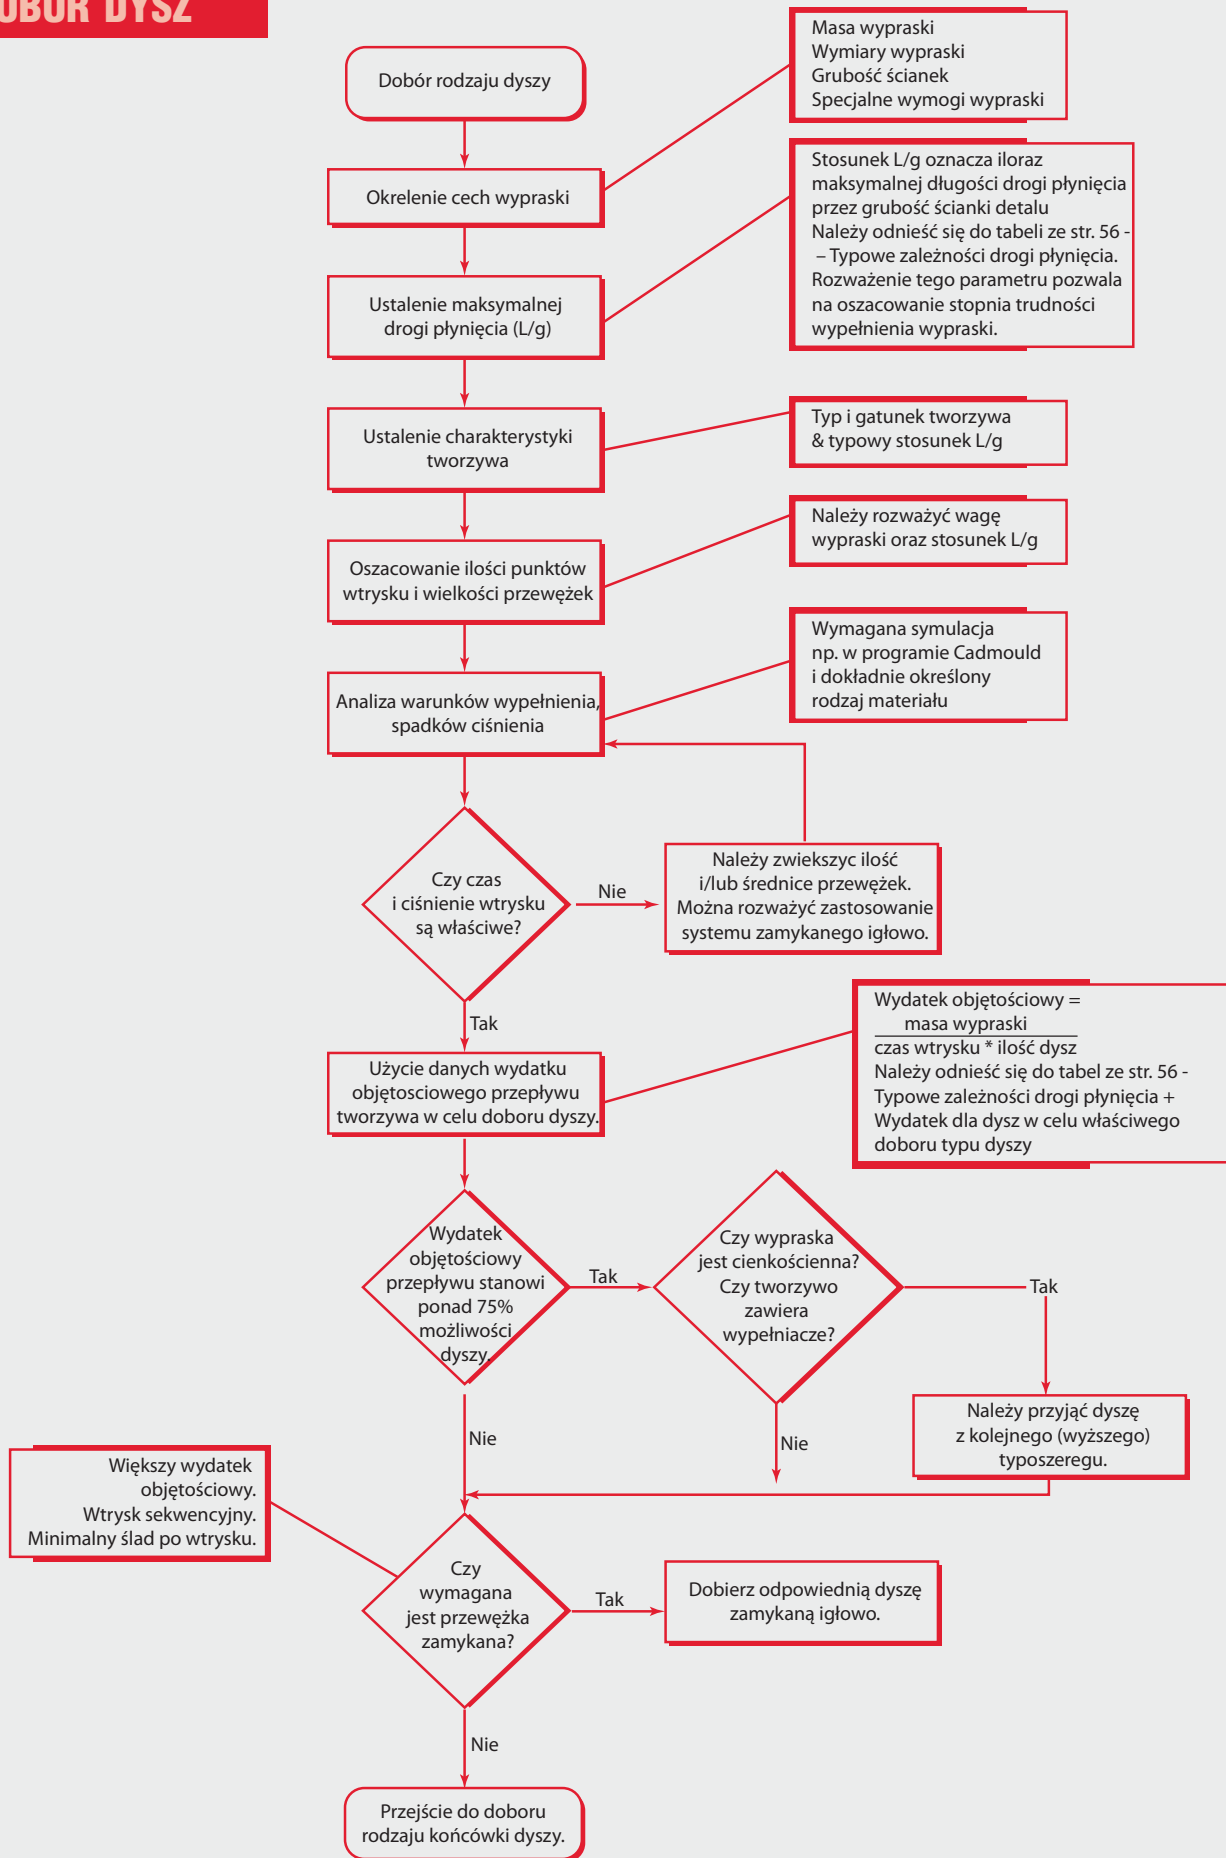 DYSZ
Dobór rodzaju dyszy
Masa wypraski
Wymiary wypraski
Grubość ścianek
Specjalne wymogi wypraski
Okrelenie cech wypraski
Stosunek L/g oznacza iloraz
maksymalnej długości drogi płynięcia
przez grubość ścianki detalu
Należy odnieść się do tabeli ze str. 56 -
– Typowe zależności drogi płynięcia.
Rozważenie tego parametru pozwala
na oszacowanie stopnia trudności
wypełnienia wypraski.
Ustalenie maksymalnej
drogi płynięcia (L/g)
Ustalenie charakterystyki
tworzywa
Typ i gatunek tworzywa
& typowy stosunek L/g
Oszacowanie ilości punktów
wtrysku i wielkości przewężek
Należy rozważyć wagę
wypraski oraz stosunek L/g
Analiza warunków wypełnienia,
spadków ciśnienia
Wymagana symulacja
np. w programie Cadmould
i dokładnie określony
rodzaj materiału
Czy czas
i ciśnienie wtrysku
są właściwe?
Nie
Należy zwiekszyc ilość
i/lub średnice przewężek.
Można rozważyć zastosowanie
systemu zamykanego igłowo.
Tak
Użycie danych wydatku
objętosciowego przepływu
tworzywa w celu doboru dyszy.
Wydatek objętościowy =
masa wypraski
czas wtrysku * ilość dysz
Należy odnieść się do tabel ze str. 56 -
Typowe zależności drogi płynięcia +
Wydatek dla dysz w celu właściwego
doboru typu dyszy
Wydatek
objętościowy
przepływu stanowi
ponad 75%
możliwości
dyszy.
Tak
Czy wypraska
jest cienkościenna?
Czy tworzywo
zawiera
wypełniacze?
Tak
Nie
Nie
Należy przyjąć dyszę
z kolejnego (wyższego)
typoszeregu.
Większy wydatek
objętościowy.
Wtrysk sekwencyjny.
Minimalny ślad po wtrysku.
Czy
wymagana
jest przewężka
zamykana?
Tak
Dobierz odpowiednią dyszę
zamykaną igłowo.
Nie
Przejście do doboru
rodzaju końcówki dyszy.